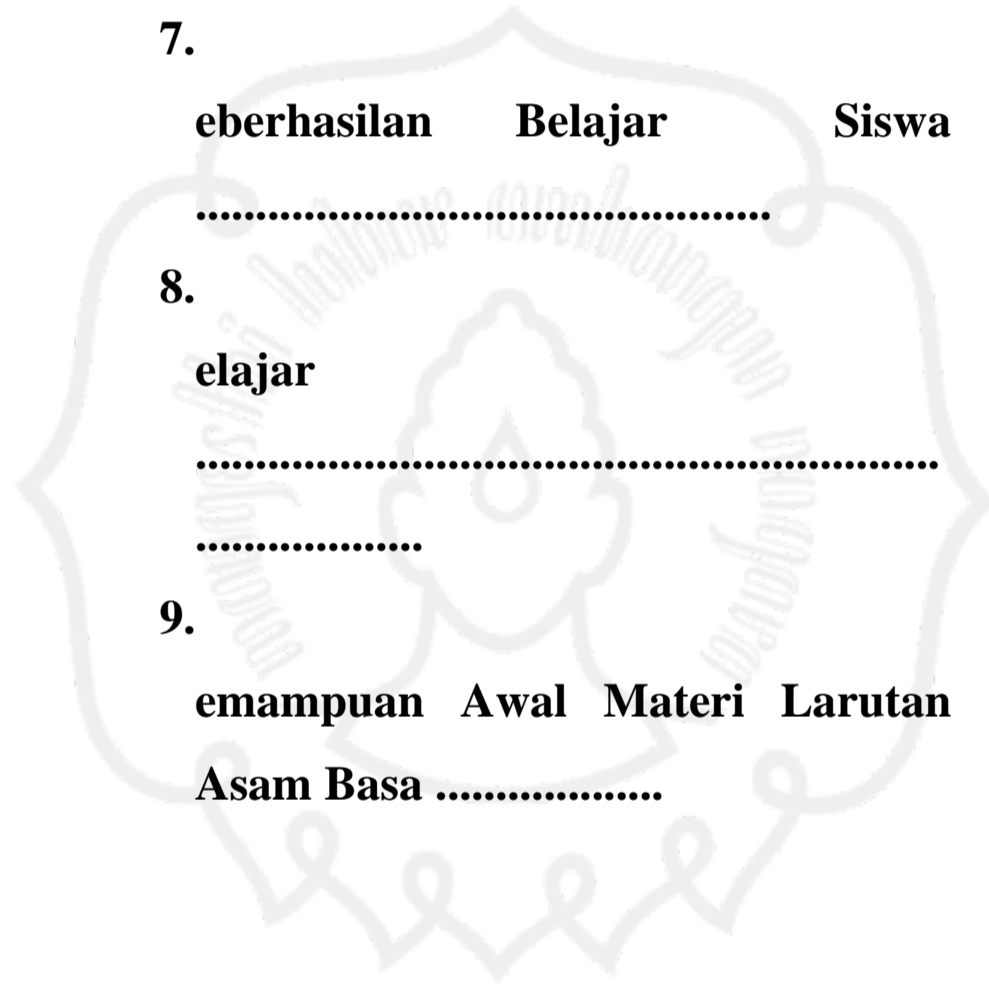 7.
eberhasilan Belajar Siswa
................................................
8.
elajar
..............................................................
...................
9.
emampuan Awal Materi Larutan
Asam Basa ...................